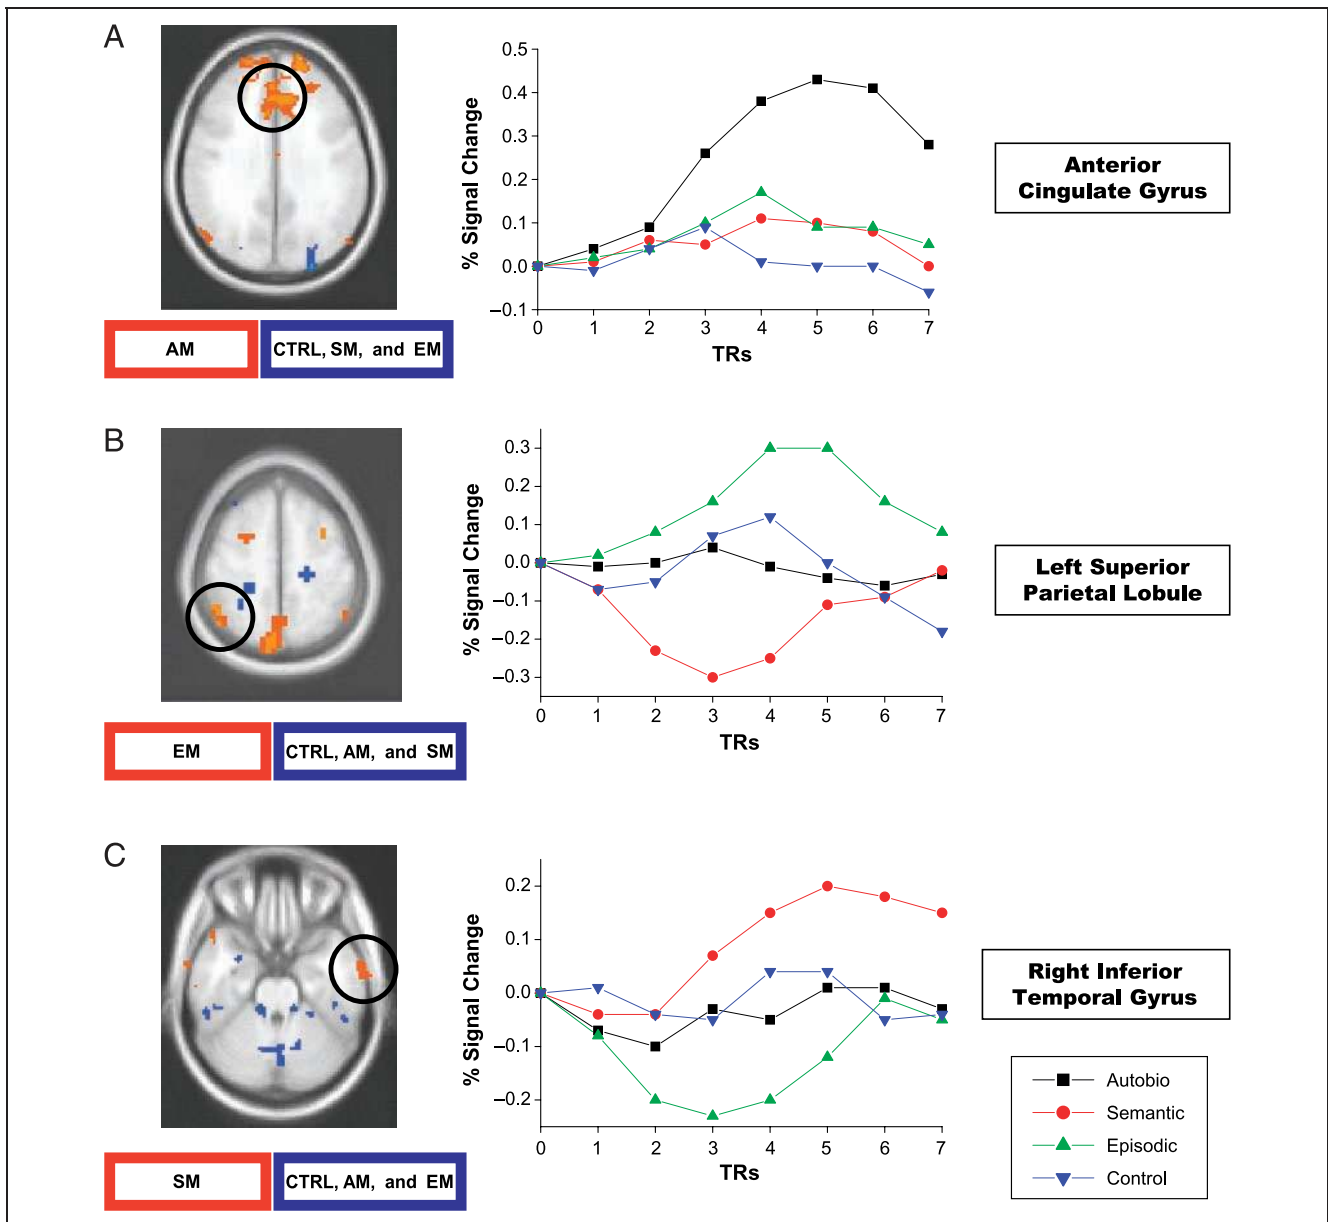 A
0.5
0.4
0.3
0.2
0.1
0.0
–0.1
% Signal Change
0 1 2 3 4 5 6 7
TRs
Anterior
Cingulate Gyrus
AM
CTRL, SM, and EM
B
0.3
0.2
0.1
0.0
–0.1
–0.2
–0.3
% Signal Change
0 1 2 3 4 5 6 7
TRs
Left Superior
Parietal Lobule
EM
CTRL, AM, and SM
C
0.2
0.1
0.0
–0.1
–0.2
% Signal Change
0 1 2 3 4 5 6 7
TRs
Right Inferior
Temporal Gyrus
SM
CTRL, AM, and EM
Autobio
Semantic
Episodic
Control